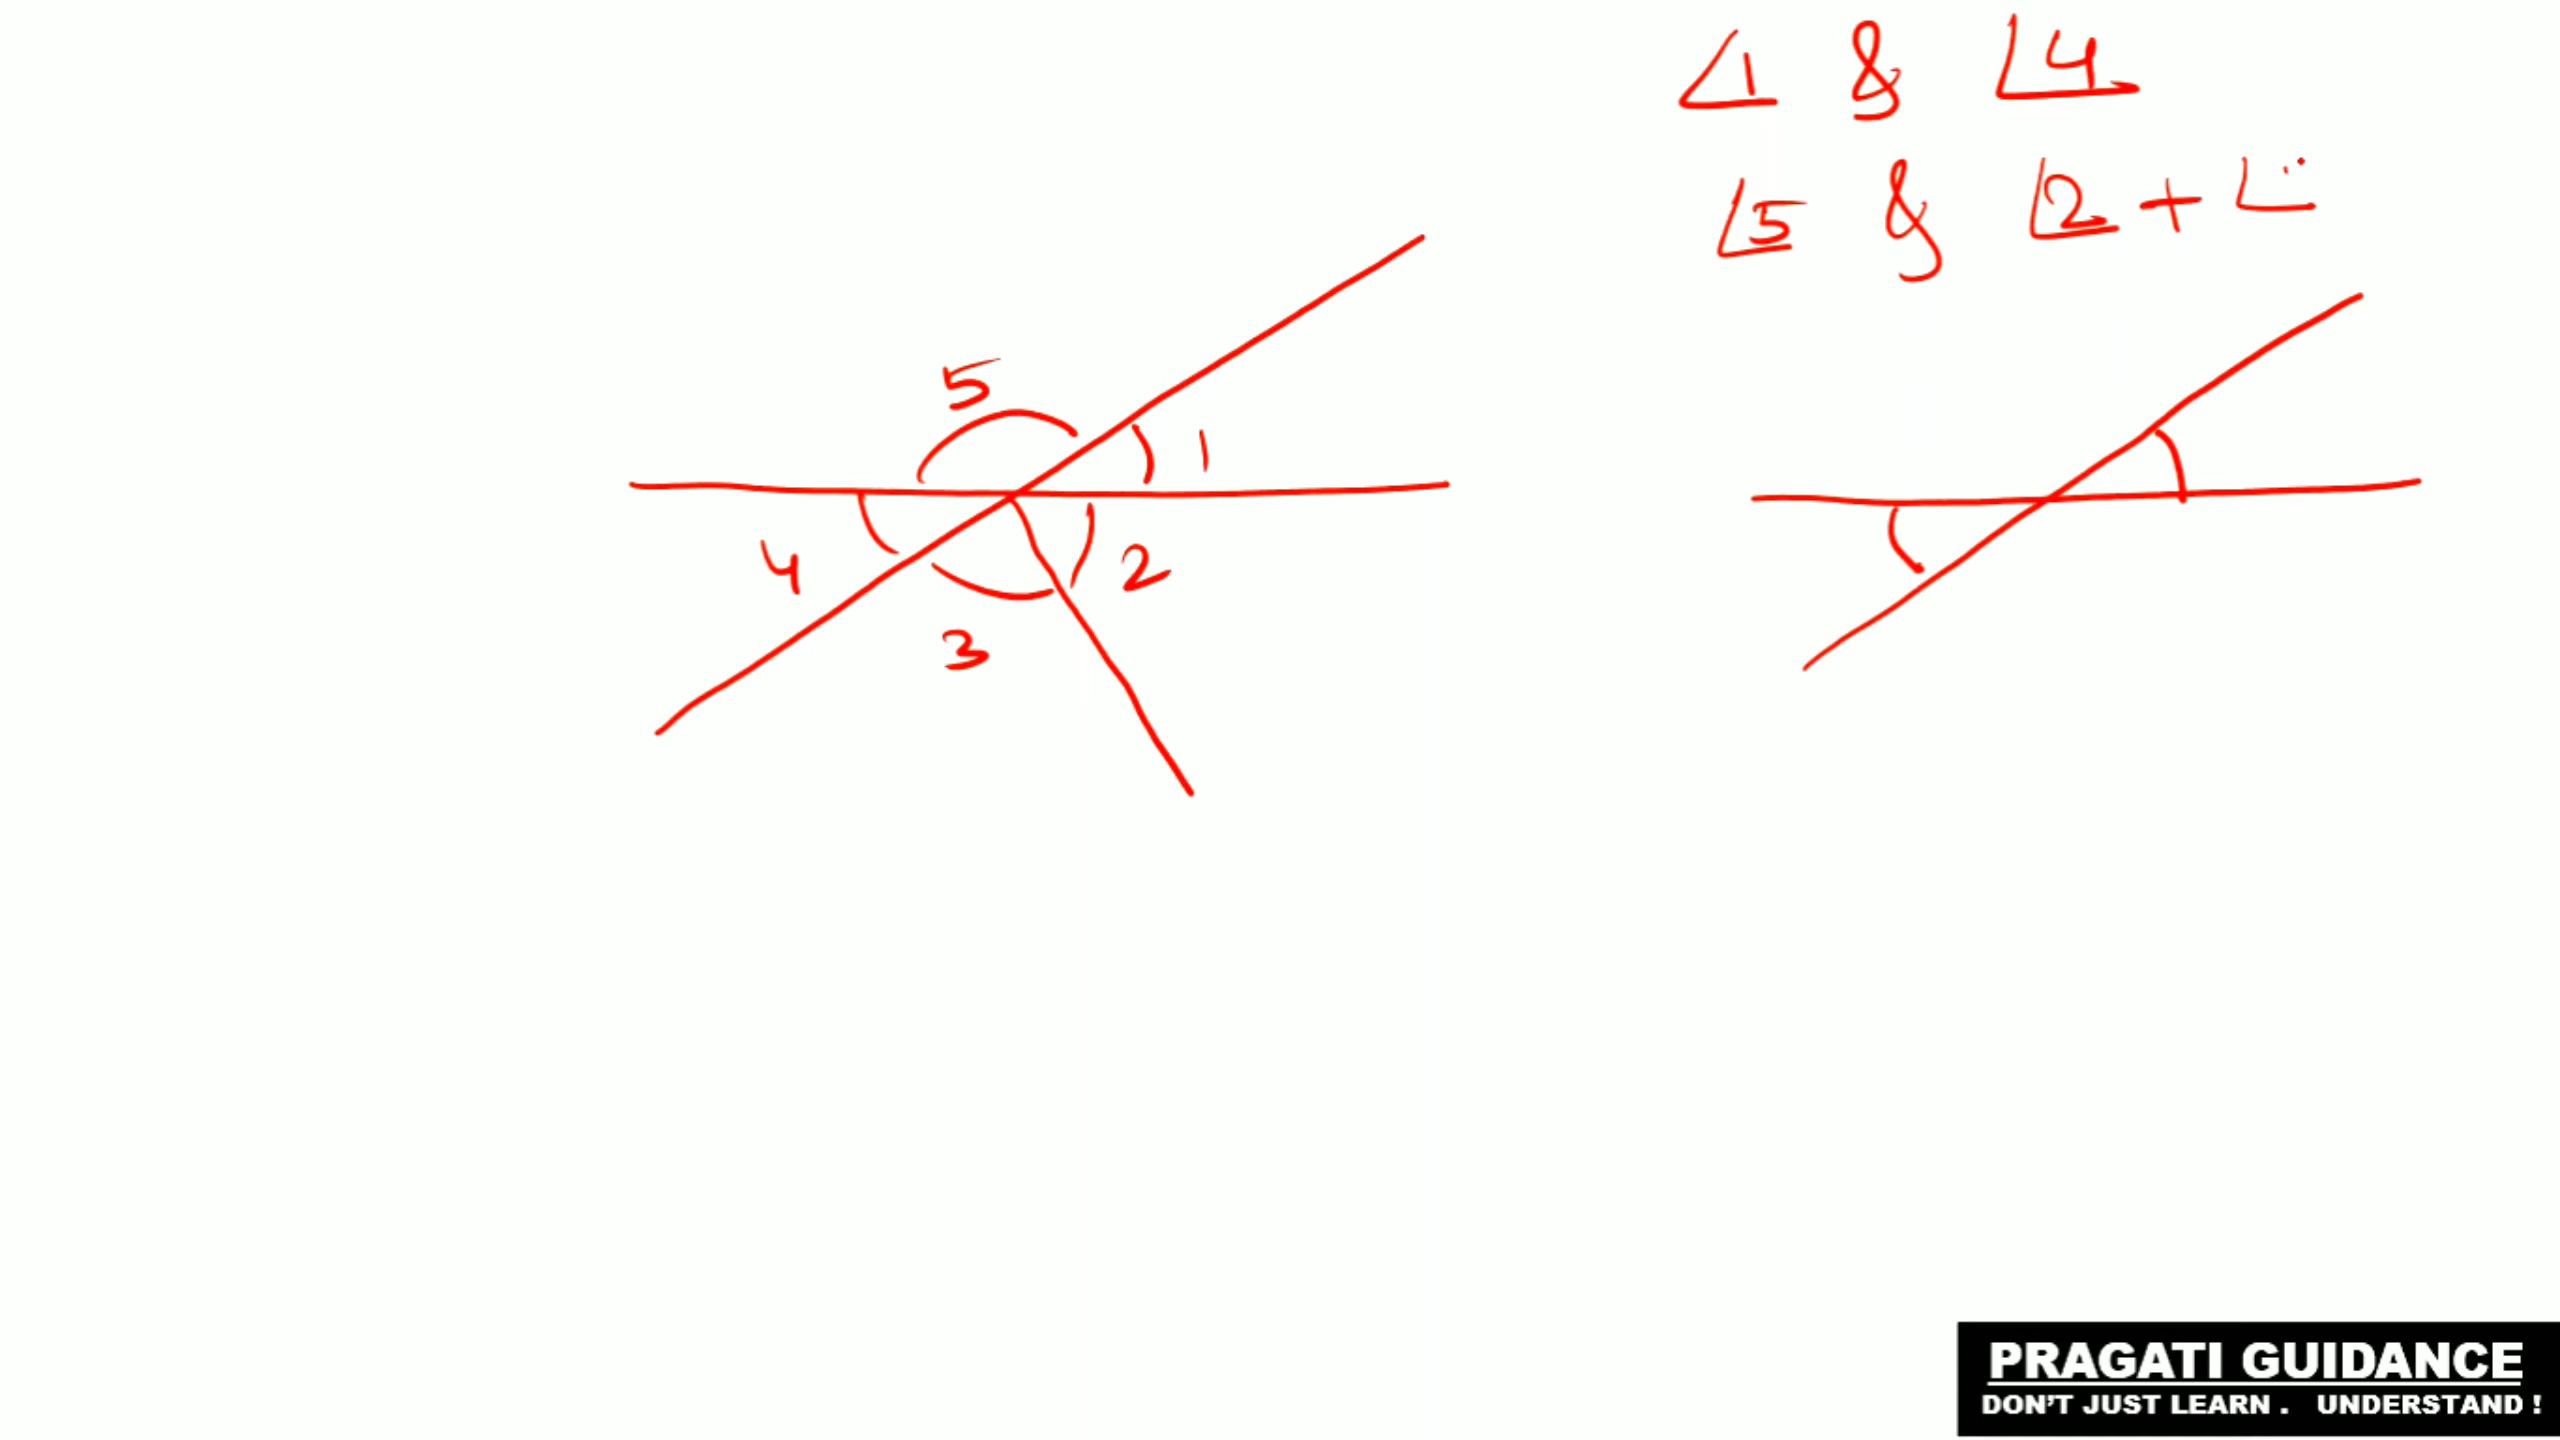 ∠1 & ∠4
∠5 & ∠2 + ∠
5
1
4
2
3
PRAGATI GUIDANCE
DON'T JUST LEARN . UNDERSTAND !